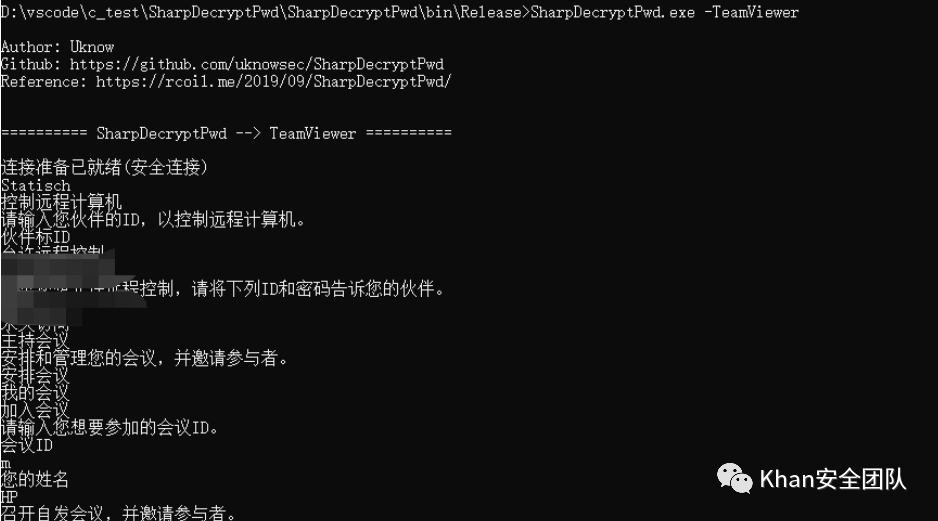 D:\vscode\c_test\SharpDecryptPwd\SharpDecryptPwd\bin\Release>SharpDecryptPwd.exe -TeamViewer
Author: Uknow
Github: https://github.com/uknowsec/SharpDecryptPwd
Reference: https://rcoil.me/2019/09/SharpDecryptPwd/
========== SharpDecryptPwd --> TeamViewer ==========
连接准备已就绪(安全连接)
Statisch
控制远程计算机
请输入您伙伴的ID，以控制远程计算机。
伙伴标ID
允许远程控制
远程控制，请将下列ID和密码告诉您的伙伴。
主持会议
安排和管理您的会议，并邀请参与者。
安排会议
我的会议
加入会议
请输入您想要参加的会议ID。
会议ID
m
您的姓名
HP
召开自发会议，并邀请参与者。
Khan安全团队